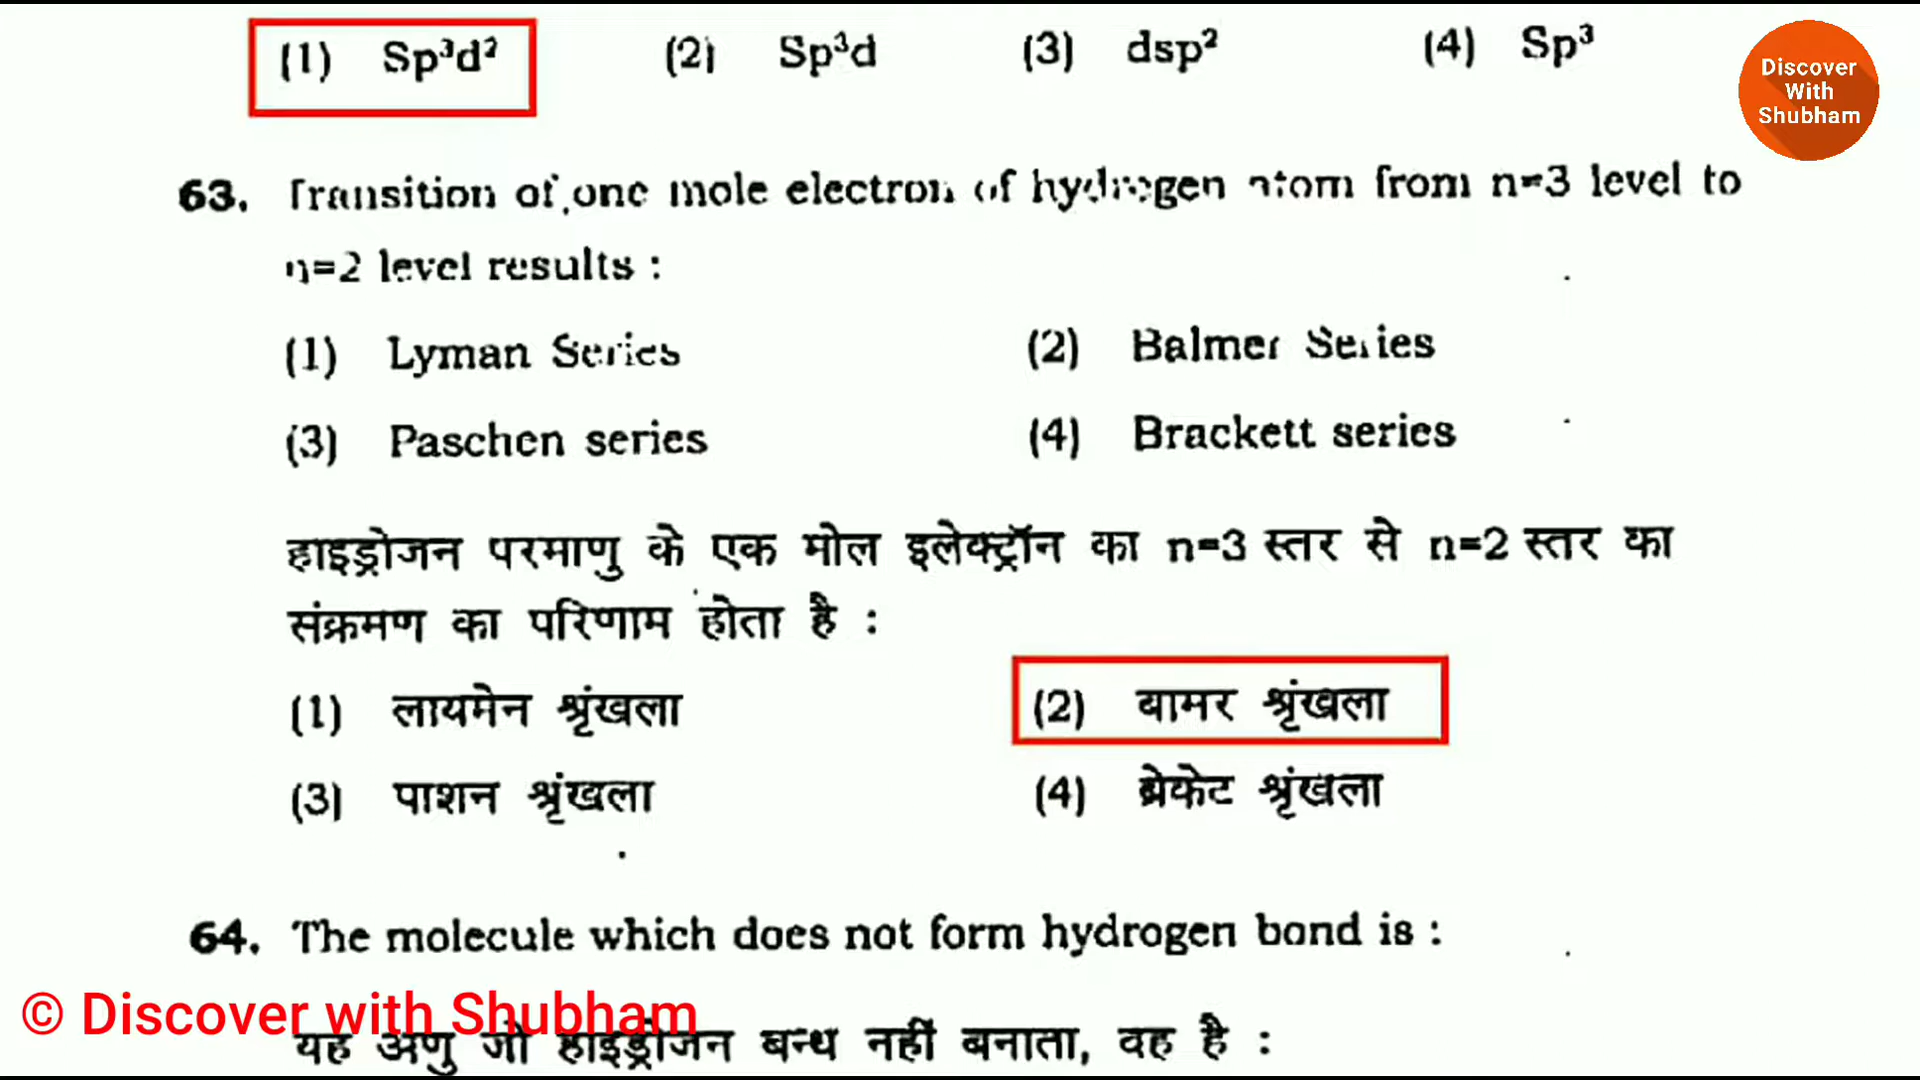 (1) Sp³d² (2) Sp³d (3) dsp² (4) Sp³
Discover
With
Shubham
63. Transition of one mole electron of hydrogen atom from n=3 level to
n=2 level results :
(1) Lyman Series (2) Balmer Series
(3) Paschen series (4) Brackett series
हाइड्रोजन परमाणु के एक मोल इलेक्ट्रॉन का n=3 स्तर से n=2 स्तर का
संक्रमण का परिणाम होता है :
(1) लायमेन श्रृंखला (2) बामर श्रृंखला
(3) पाशन श्रृंखला (4) ब्रेकेट श्रृंखला
64. The molecule which does not form hydrogen bond is :
© Discover with Shubham
यह अणु जो हाइड्रोजन बन्ध नहीं बनाता, वह है :